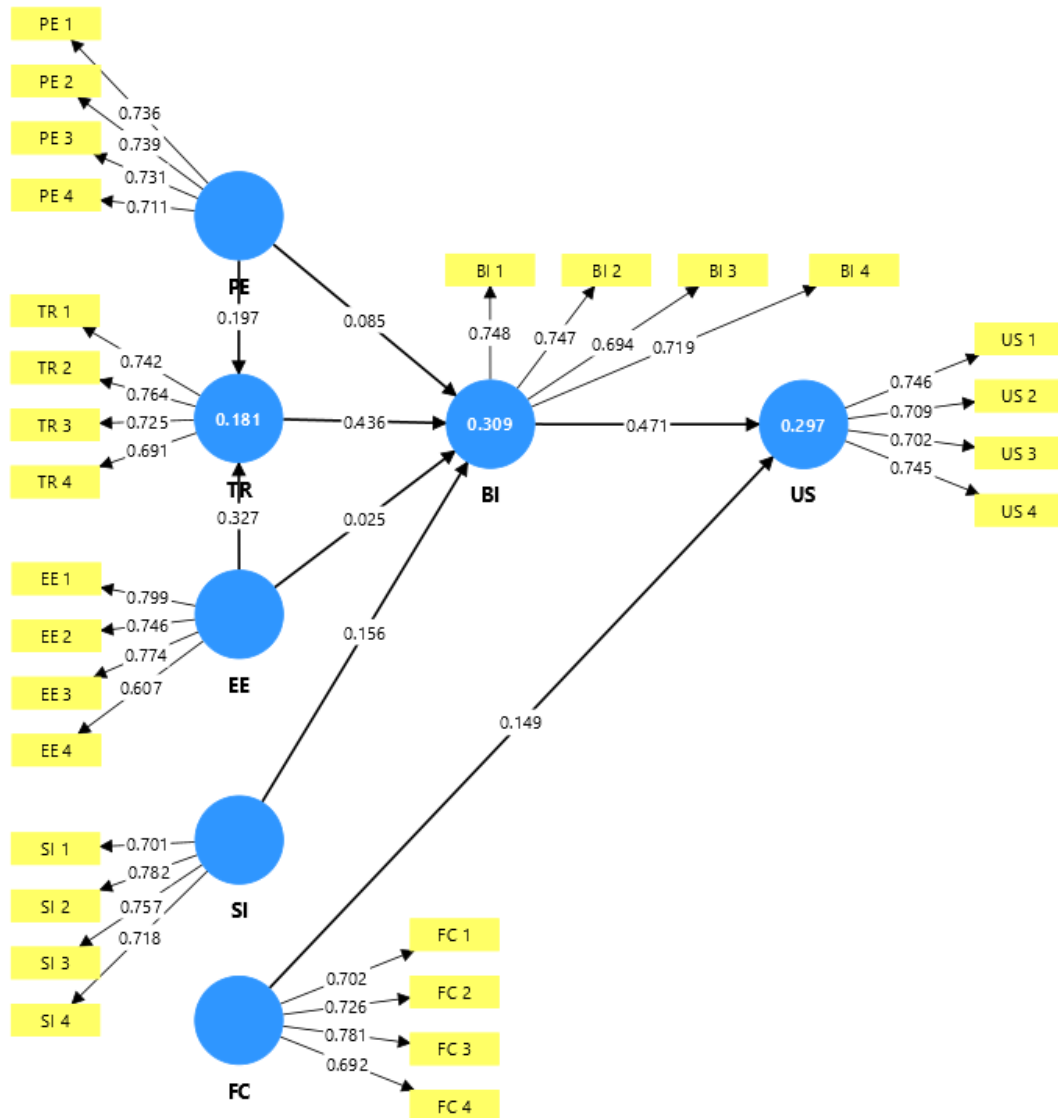 PE 1
PE 2
PE 3
PE 4
0.736
0.739
0.731
0.711
PE
0.197
0.085
TR 1
TR 2
TR 3
TR 4
0.742
0.764
0.725
0.691
0.181
TR
0.436
0.327
BI 1
BI 2
BI 3
BI 4
0.748
0.747
0.694
0.719
0.309
BI
0.471
US 1
US 2
US 3
US 4
0.746
0.709
0.702
0.745
0.297
US
EE 1
EE 2
EE 3
EE 4
0.799
0.746
0.774
0.607
EE
0.025
0.156
0.149
SI 1
SI 2
SI 3
SI 4
0.701
0.782
0.757
0.718
SI
FC 1
FC 2
FC 3
FC 4
0.702
0.726
0.781
0.692
FC